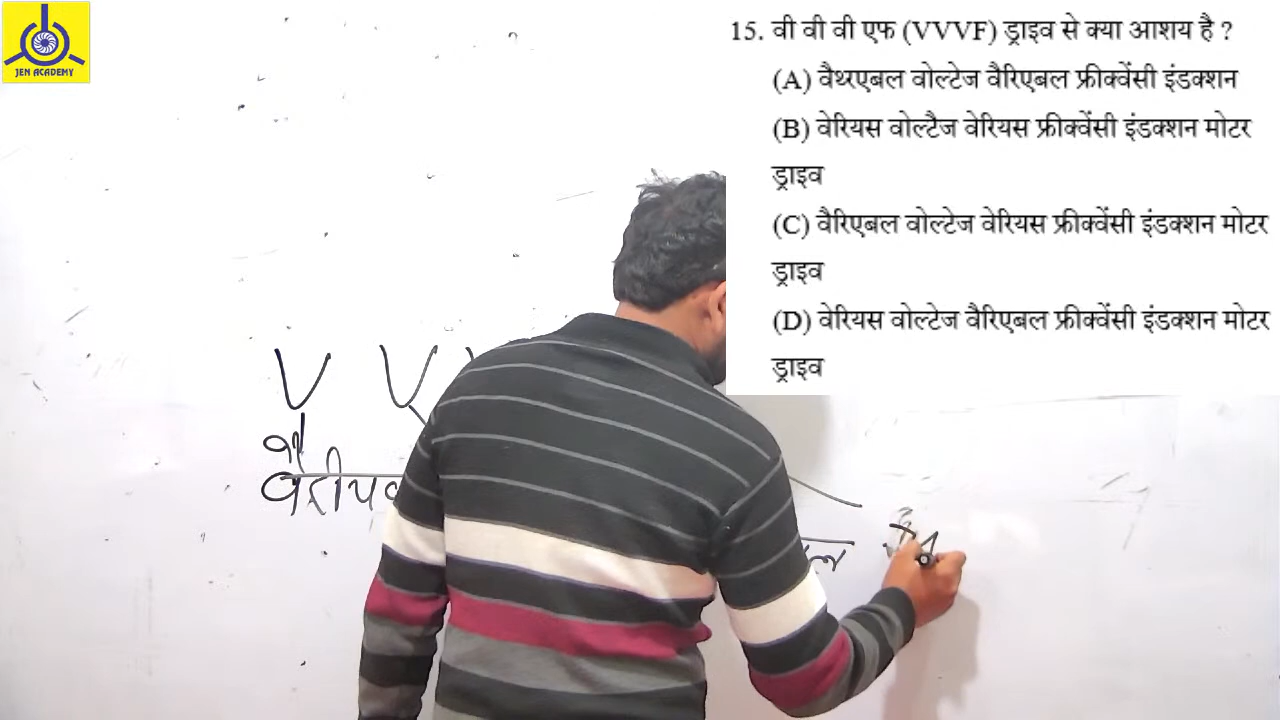 JEN ACADEMY
15. वी वी वी एफ (VVVF) ड्राइव से क्या आशय है ?
(A) वैथ्रएबल वोल्टेज वैरिएबल फ्रीक्वेंसी इंडक्शन
(B) वेरियस वोल्टैज वेरियस फ्रीक्वेंसी इंडक्शन मोटर
ड्राइव
(C) वैरिएबल वोल्टेज वेरियस फ्रीक्वेंसी इंडक्शन मोटर
ड्राइव
(D) वेरियस वोल्टेज वैरिएबल फ्रीक्वेंसी इंडक्शन मोटर
ड्राइव
V V